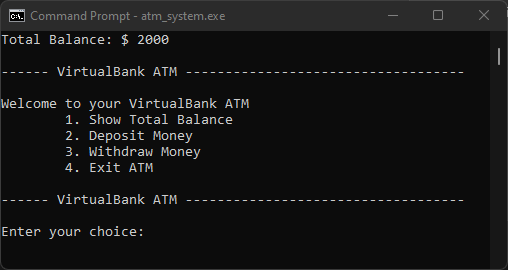 Command Prompt - atm_system.exe
Total Balance: $ 2000
------ VirtualBank ATM -----------------------------------
Welcome to your VirtualBank ATM
1. Show Total Balance
2. Deposit Money
3. Withdraw Money
4. Exit ATM
------ VirtualBank ATM -----------------------------------
Enter your choice: